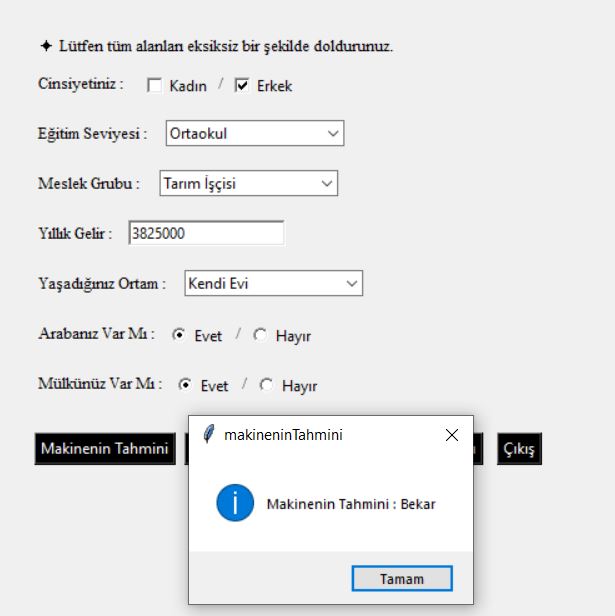 ✦ Lütfen tüm alanları eksiksiz bir şekilde doldurunuz.
Cinsiyetiniz : Kadın / Erkek
Eğitim Seviyesi : Ortaokul
Meslek Grubu : Tarım İşçisi
Yıllık Gelir : 3825000
Yaşadığınız Ortam : Kendi Evi
Arabanız Var Mı : Evet / Hayır
Mülkünüz Var Mı : Evet / Hayır
Makinenin Tahmini Çıkış
makineninTahmini
Makinenin Tahmini : Bekar
Tamam